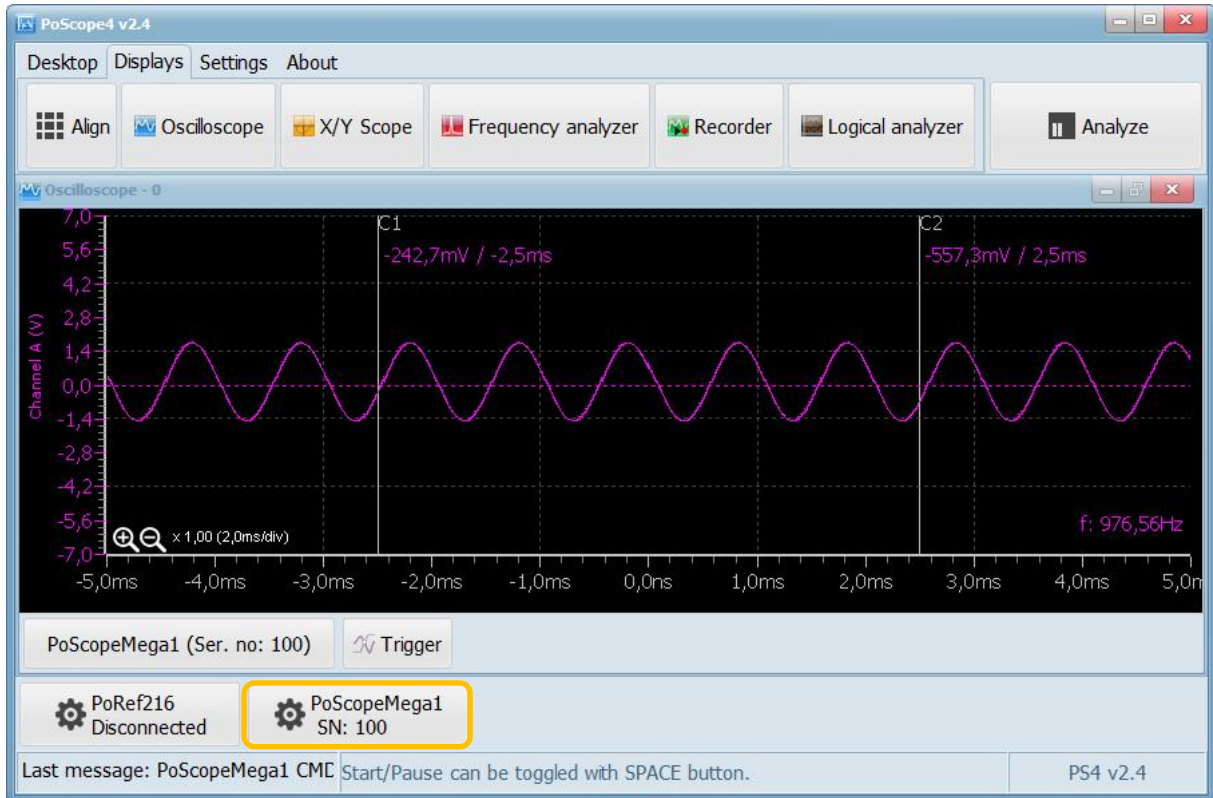 PoScope4 v2.4
Desktop Displays Settings About
Align Oscilloscope X/Y Scope Frequency analyzer Recorder Logical analyzer Analyze
Oscilloscope - 0
7,0
5,6
4,2
2,8
1,4
0,0
-1,4
-2,8
-4,2
-5,6
-7,0
Channel A (V)
C1
-242,7mV / -2,5ms
C2
-557,3mV / 2,5ms
f: 976,56Hz
x 1,00 (2,0ms/div)
-5,0ms -4,0ms -3,0ms -2,0ms -1,0ms 0,0ns 1,0ms 2,0ms 3,0ms 4,0ms 5,0m
PoScopeMega1 (Ser. no: 100) Trigger
PoRef216
Disconnected
PoScopeMega1
SN: 100
Last message: PoScopeMega1 CMD Start/Pause can be toggled with SPACE button. PS4 v2.4